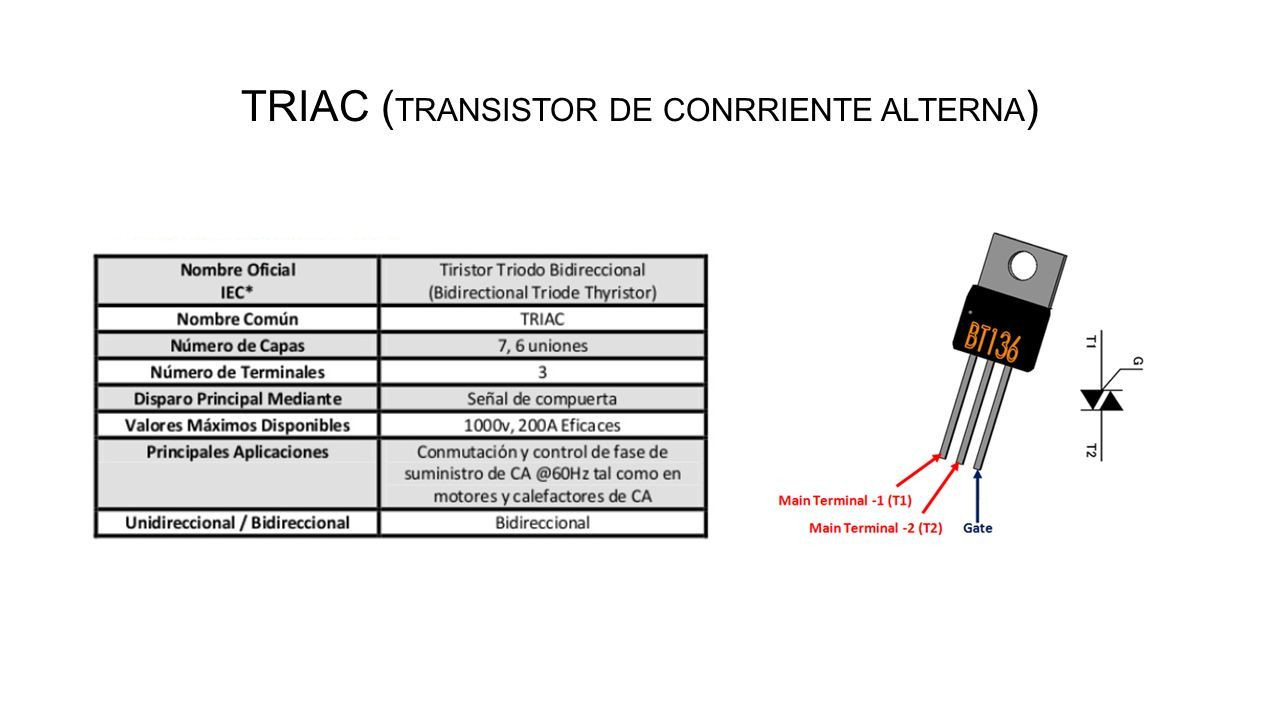 TRIAC (TRANSISTOR DE CONRRIENTE ALTERNA)
Nombre Oficial
IEC*
Tiristor Triodo Bidireccional
(Bidirectional Triode Thyristor)
Nombre Común
TRIAC
Número de Capas
7, 6 uniones
Número de Terminales
3
Disparo Principal Mediante
Señal de compuerta
Valores Máximos Disponibles
1000v, 200A Eficaces
Principales Aplicaciones
Conmutación y control de fase de
suministro de CA @60Hz tal como en
motores y calefactores de CA
Unidireccional / Bidireccional
Bidireccional
BT136
T1
G
T2
Main Terminal -1 (T1)
Main Terminal -2 (T2)
Gate